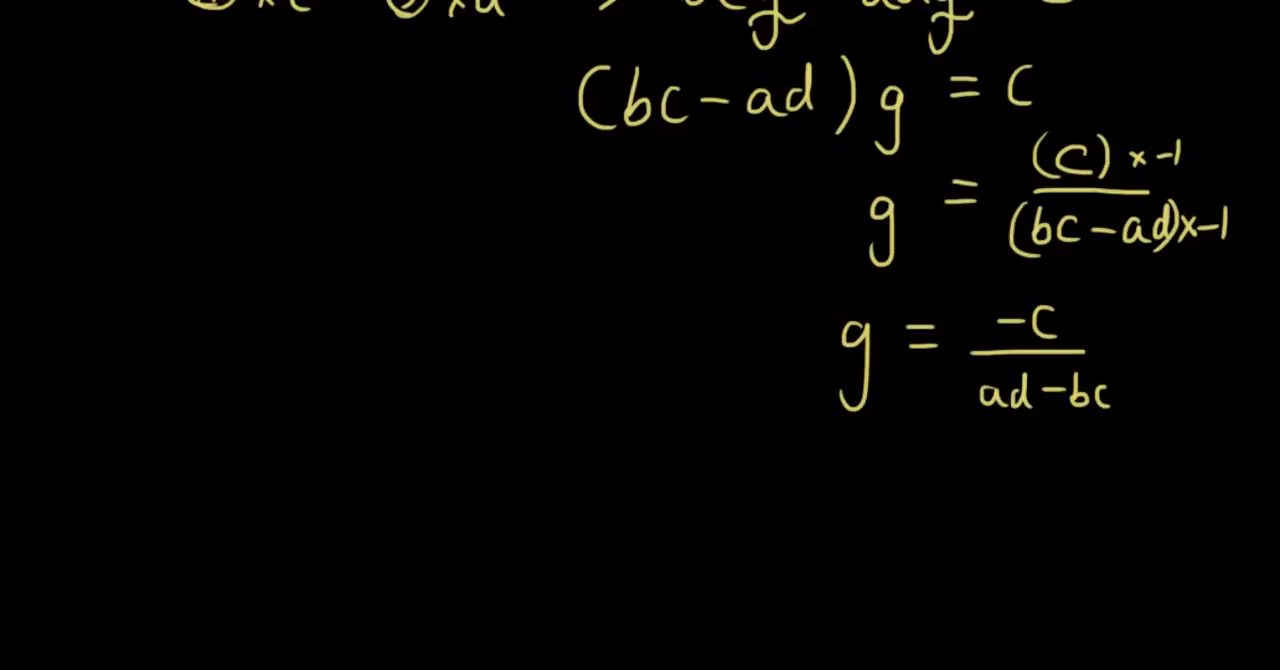 (bc - ad) g = c
g = (c) x -1 / (bc - ad) x -1
g = -c / ad - bc